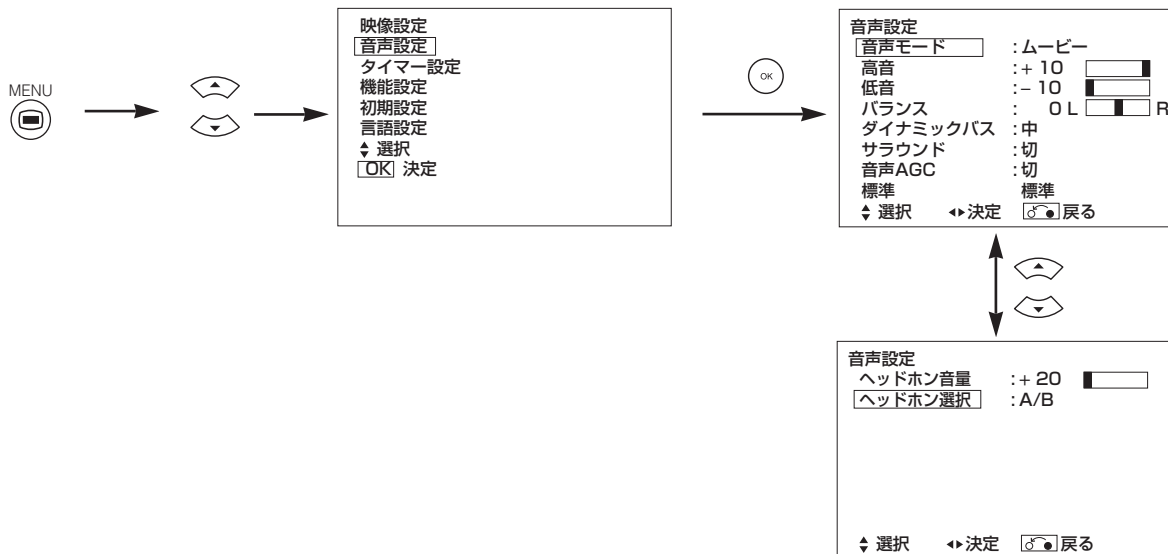 MENU
映像設定
音声設定
タイマー設定
機能設定
初期設定
言語設定
選択
OK 決定
OK
音声設定
音声モード :ムービー
高音 :+ 10
低音 :– 10
バランス : 0 L R
ダイナミックバス :中
サラウンド :切
音声AGC :切
標準 標準
選択 決定 戻る
音声設定
ヘッドホン音量 :+ 20
ヘッドホン選択 :A/B
選択 決定 戻る